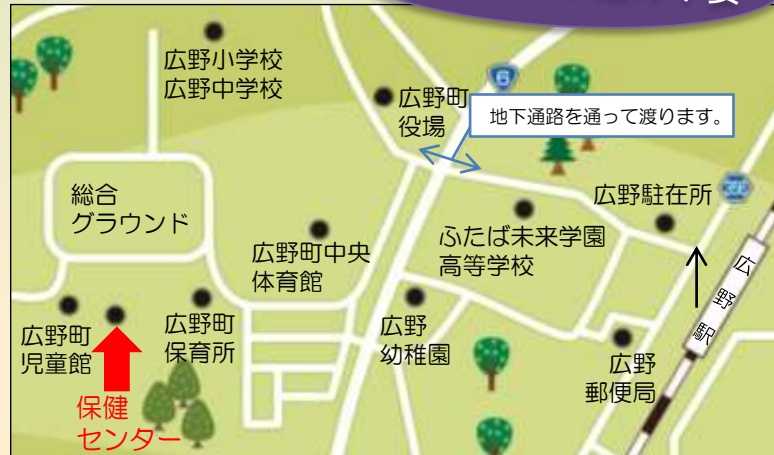 広野小学校
広野中学校
6
広野町
役場
地下通路を通って渡ります。
総合
グラウンド
広野駐在所
広野町中央
体育館
ふたば未来学園
高等学校
広野駅
広野町
児童館
広野町
保育所
広野
幼稚園
広野
郵便局
保健
センター